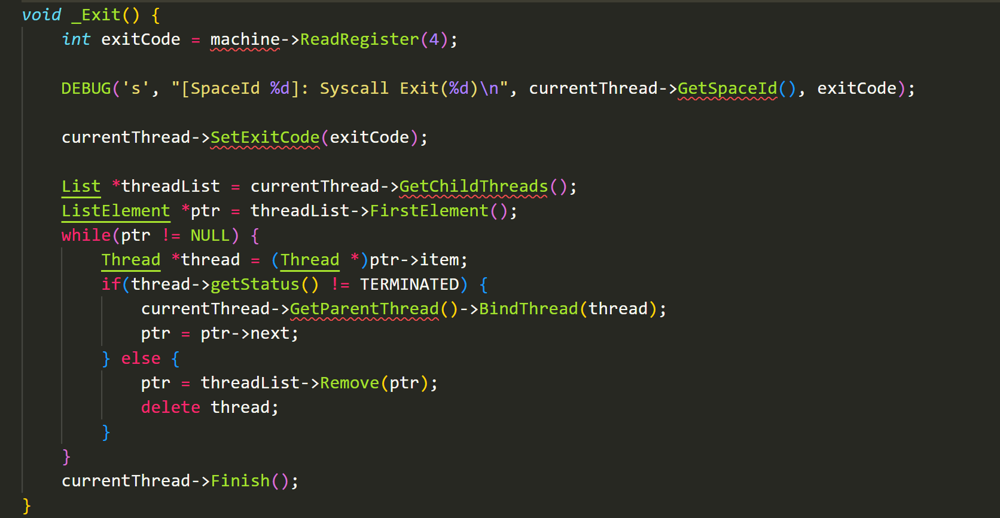 void _Exit() {
    int exitCode = machine->ReadRegister(4);

    DEBUG('s', "[SpaceId %d]: Syscall Exit(%d)\n", currentThread->GetSpaceId(), exitCode);

    currentThread->SetExitCode(exitCode);

    List *threadList = currentThread->GetChildThreads();
    ListElement *ptr = threadList->FirstElement();
    while(ptr != NULL) {
        Thread *thread = (Thread *)ptr->item;
        if(thread->getStatus() != TERMINATED) {
            currentThread->GetParentThread()->BindThread(thread);
            ptr = ptr->next;
        } else {
            ptr = threadList->Remove(ptr);
            delete thread;
        }
    }
    currentThread->Finish();
}